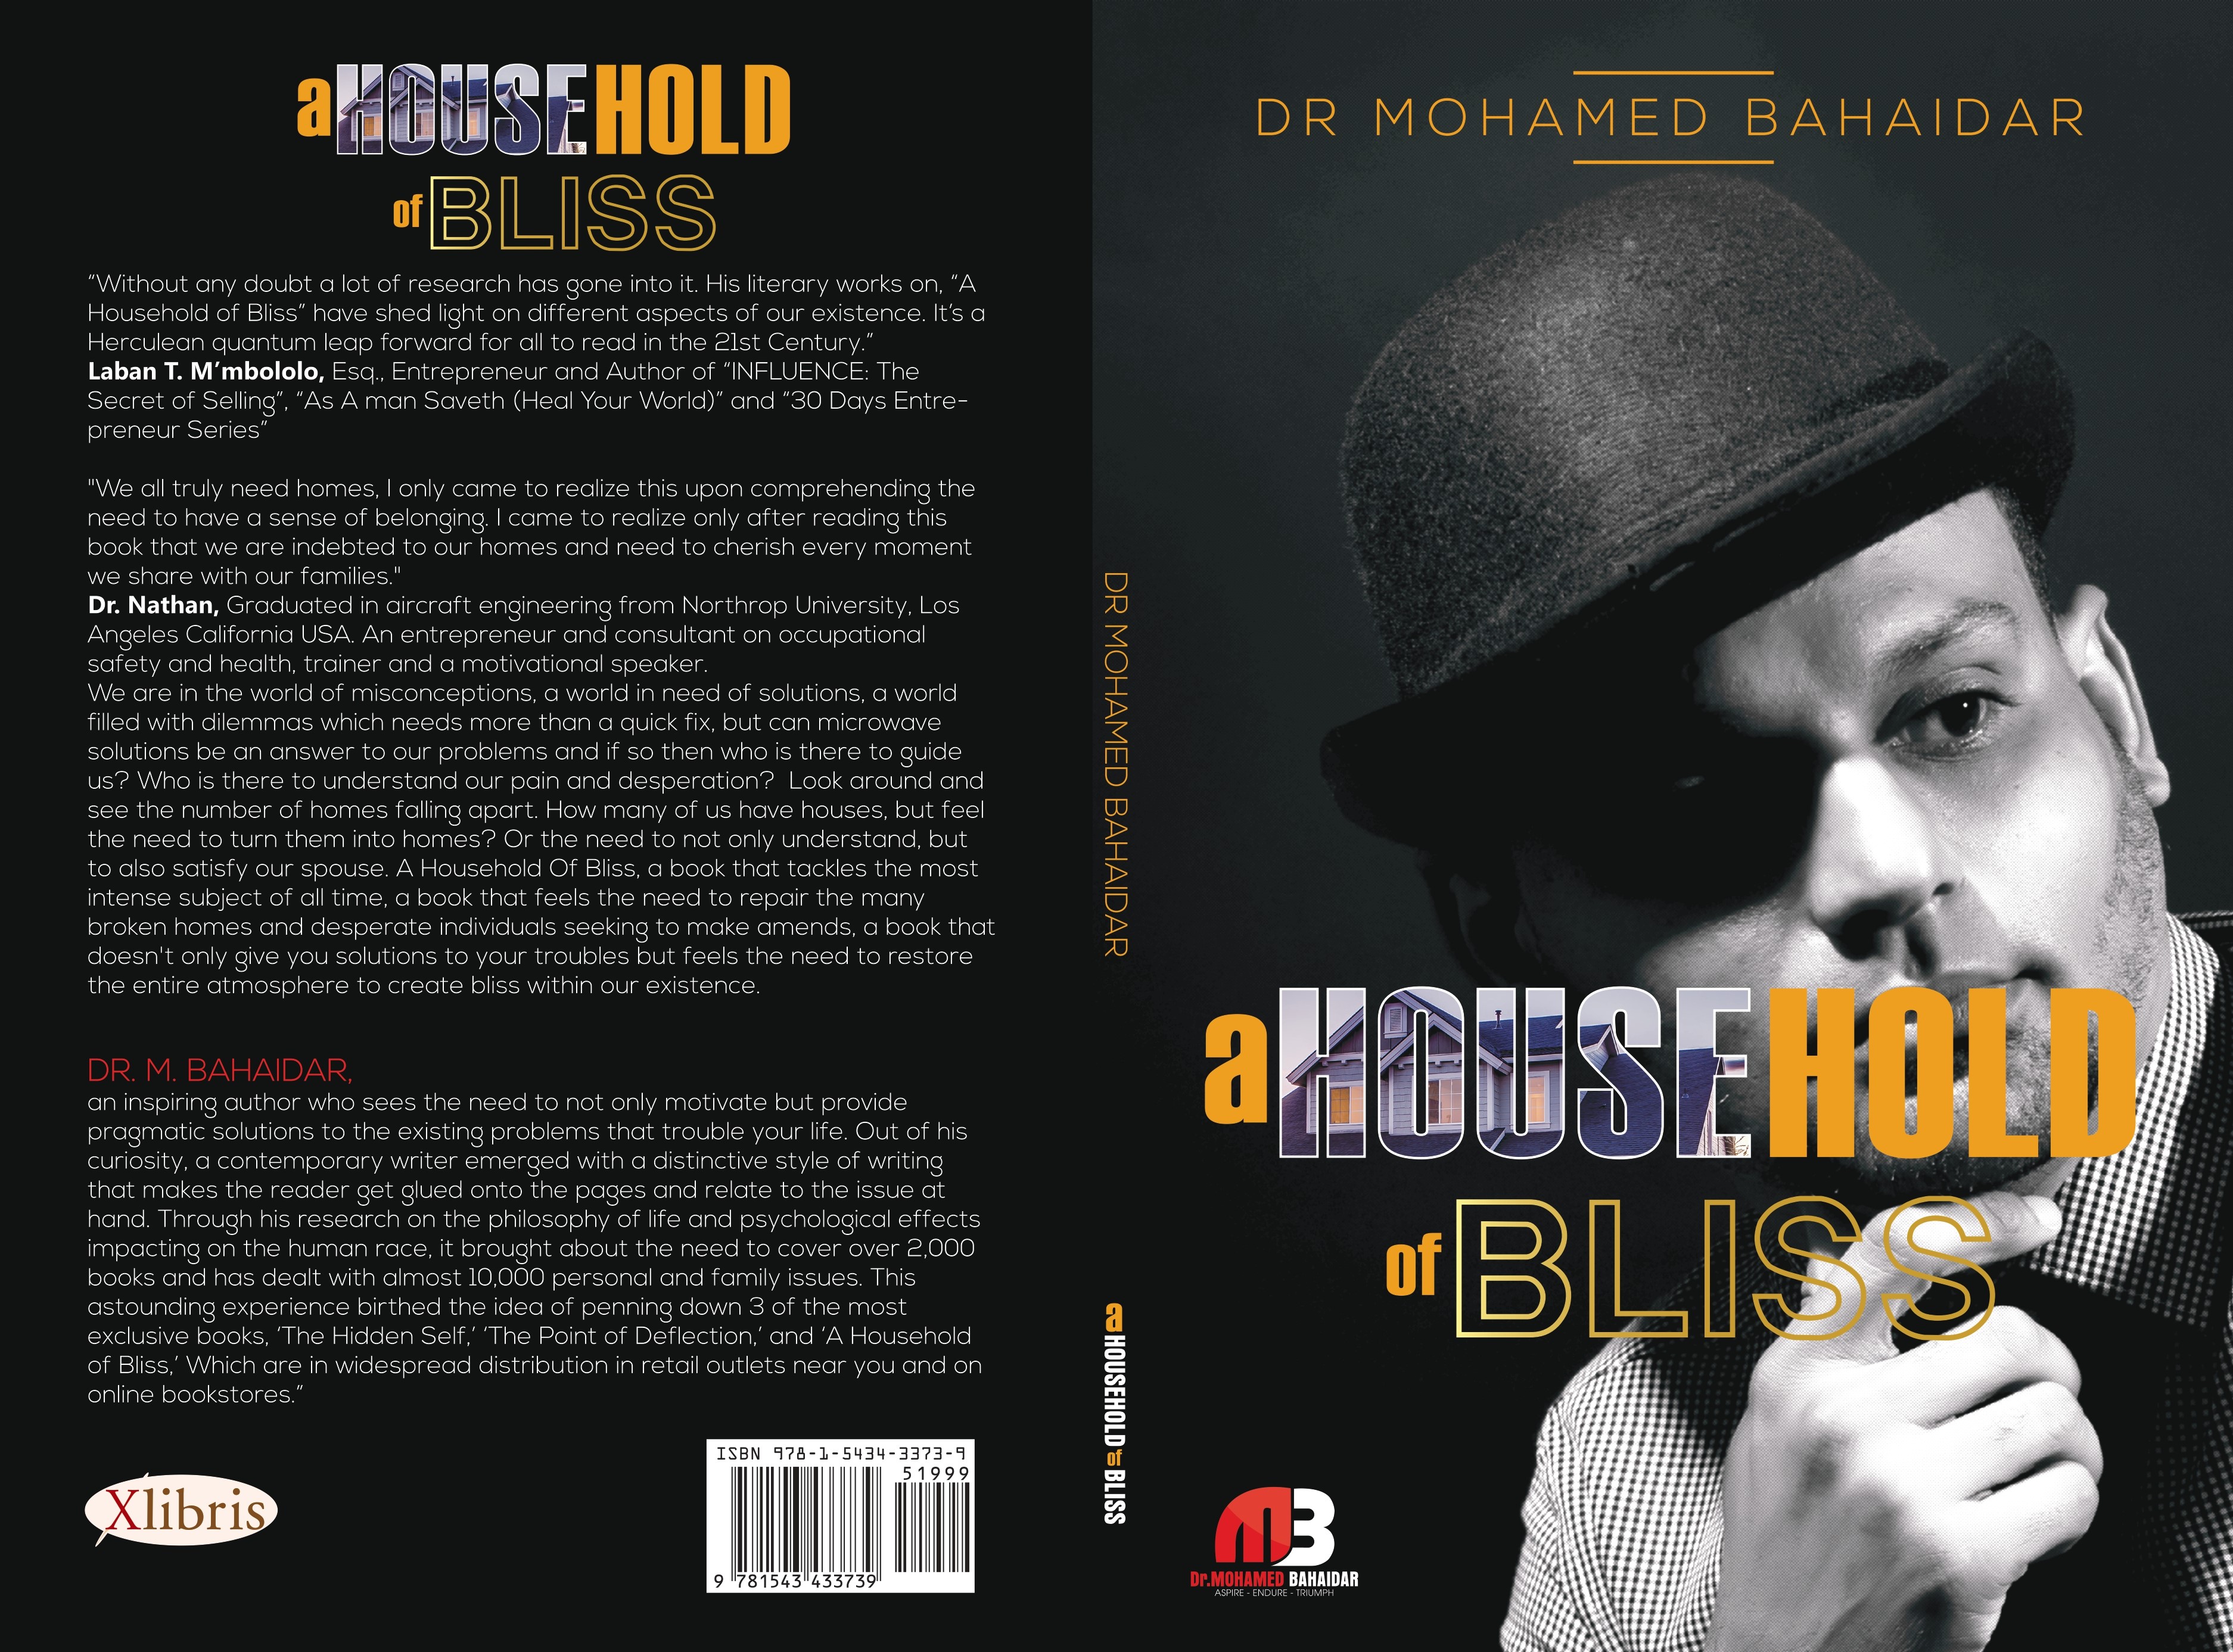 aHOUSEHOLD
of BLISS
“Without any doubt a lot of research has gone into it. His literary works on, “A
Household of Bliss” have shed light on different aspects of our existence. It’s a
Herculean quantum leap forward for all to read in the 21st Century.”
Laban T. M’mbololo, Esq., Entrepreneur and Author of “INFLUENCE: The
Secret of Selling”, “As A man Saveth (Heal Your World)” and “30 Days Entre-
preneur Series”
"We all truly need homes, I only came to realize this upon comprehending the
need to have a sense of belonging. I came to realize only after reading this
book that we are indebted to our homes and need to cherish every moment
we share with our families."
Dr. Nathan, Graduated in aircraft engineering from Northrop University, Los
Angeles California USA. An entrepreneur and consultant on occupational
safety and health, trainer and a motivational speaker.
We are in the world of misconceptions, a world in need of solutions, a world
filled with dilemmas which needs more than a quick fix, but can microwave
solutions be an answer to our problems and if so then who is there to guide
us? Who is there to understand our pain and desperation?  Look around and
see the number of homes falling apart. How many of us have houses, but feel
the need to turn them into homes? Or the need to not only understand, but
to also satisfy our spouse. A Household Of Bliss, a book that tackles the most
intense subject of all time, a book that feels the need to repair the many
broken homes and desperate individuals seeking to make amends, a book that
doesn't only give you solutions to your troubles but feels the need to restore
the entire atmosphere to create bliss within our existence.
DR. M. BAHAIDAR,
an inspiring author who sees the need to not only motivate but provide
pragmatic solutions to the existing problems that trouble your life. Out of his
curiosity, a contemporary writer emerged with a distinctive style of writing
that makes the reader get glued onto the pages and relate to the issue at
hand. Through his research on the philosophy of life and psychological effects
impacting on the human race, it brought about the need to cover over 2,000
books and has dealt with almost 10,000 personal and family issues. This
astounding experience birthed the idea of penning down 3 of the most
exclusive books, ‘The Hidden Self,’ ‘The Point of Deflection,’ and ‘A Household
of Bliss,’ Which are in widespread distribution in retail outlets near you and on
online bookstores.”
Xlibris
ISBN 978-1-5434-3373-9
51999
9 781543 433739
DR MOHAMED BAHAIDAR
a HOUSEHOLD of BLISS
DR MOHAMED BAHAIDAR
aHOUSEHOLD
of BLISS
MB
Dr.MOHAMED BAHAIDAR
ASPIRE - ENDURE - TRIUMPH